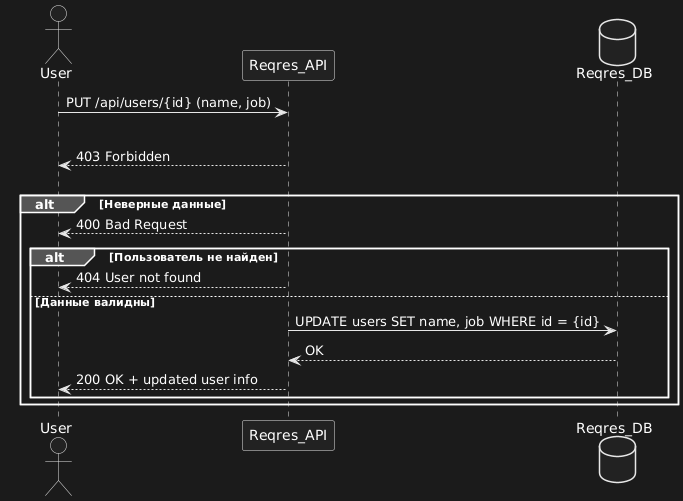 User
Reqres_API
Reqres_DB
PUT /api/users/{id} (name, job)
403 Forbidden
alt [Неверные данные]
400 Bad Request
alt [Пользователь не найден]
404 User not found
[Данные валидны]
UPDATE users SET name, job WHERE id = {id}
OK
200 OK + updated user info
User
Reqres_API
Reqres_DB